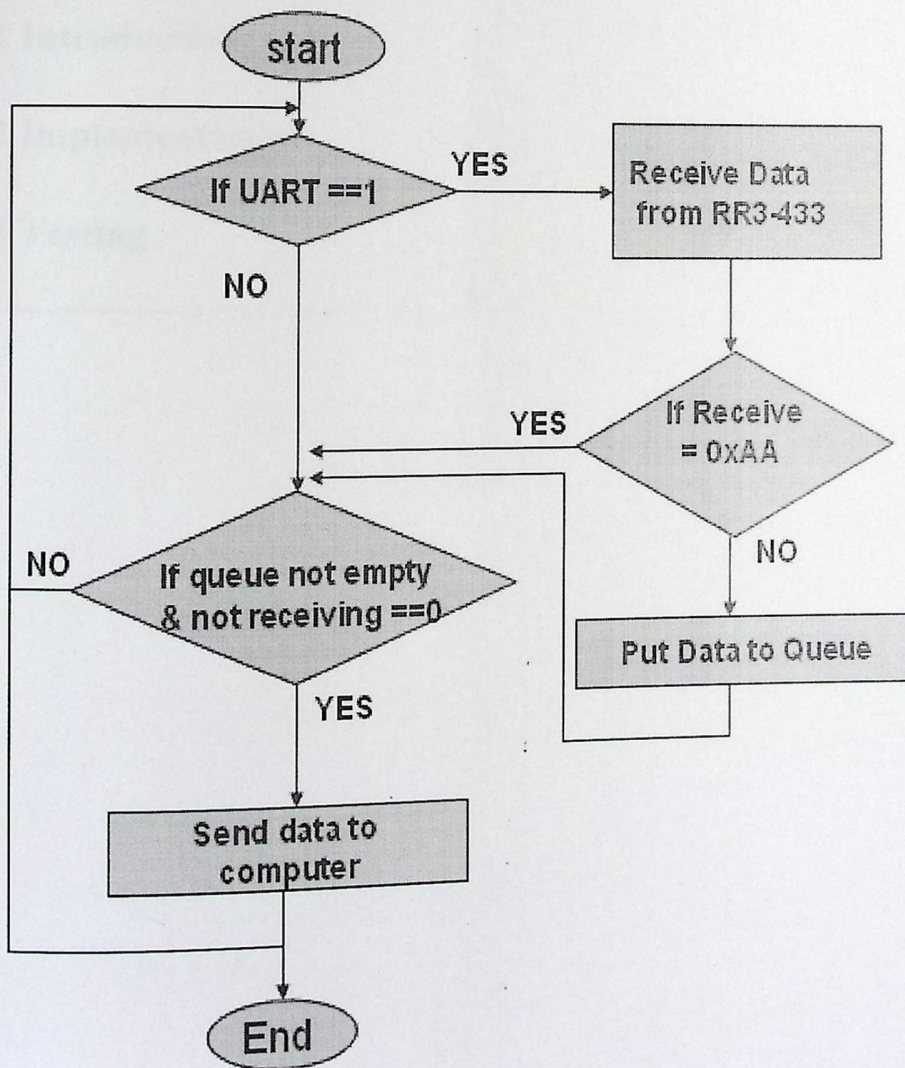 start
If UART ==1
YES
Receive Data
from RR3-433
NO
If Receive
= 0xAA
YES
NO
Put Data to Queue
If queue not empty
& not receiving ==0
NO
YES
Send data to
computer
End
Testing